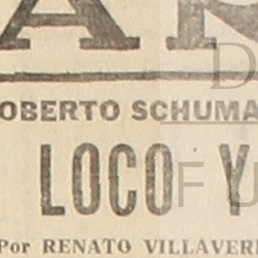 OBERTO SCHUMA
LOCO Y
Por RENATO VILLAVER